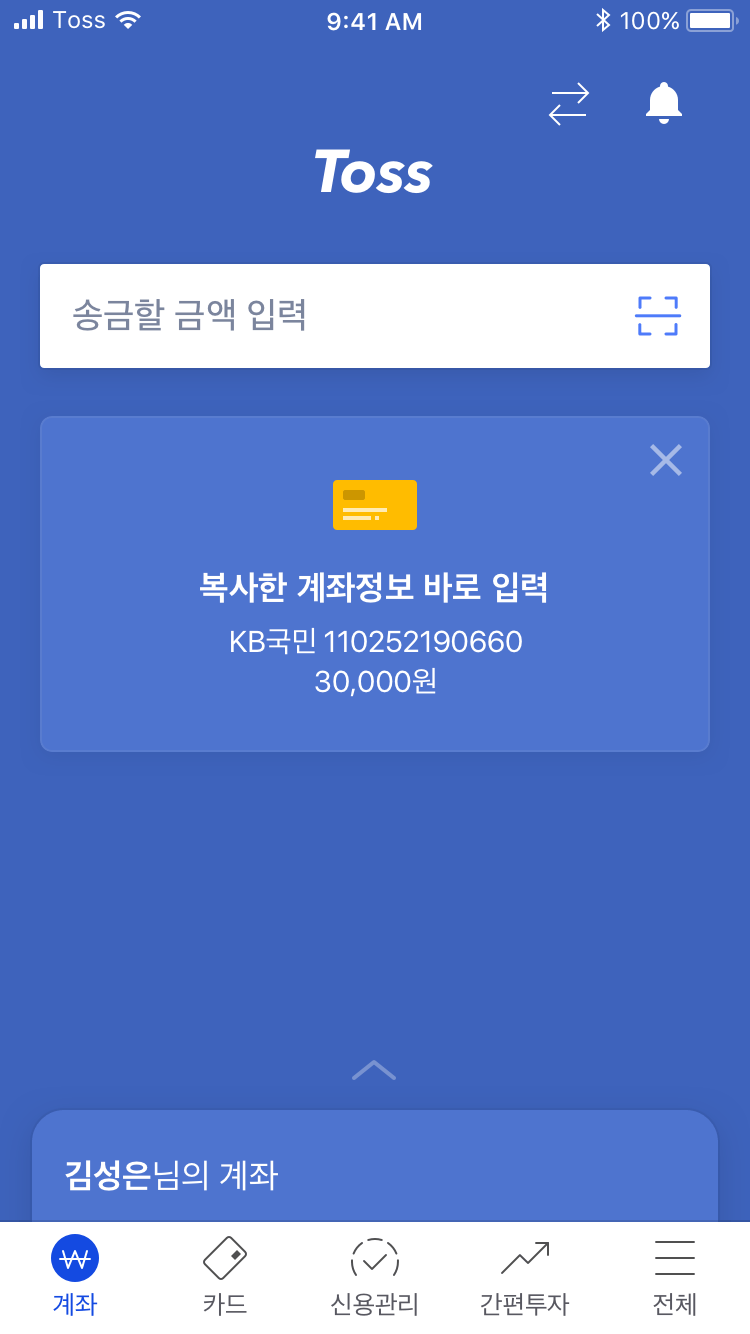 Toss 9:41 AM 100%
Toss
송금할 금액 입력
복사한 계좌정보 바로 입력
KB국민 110252190660
30,000원
김성은님의 계좌
계좌 카드 신용관리 간편투자 전체